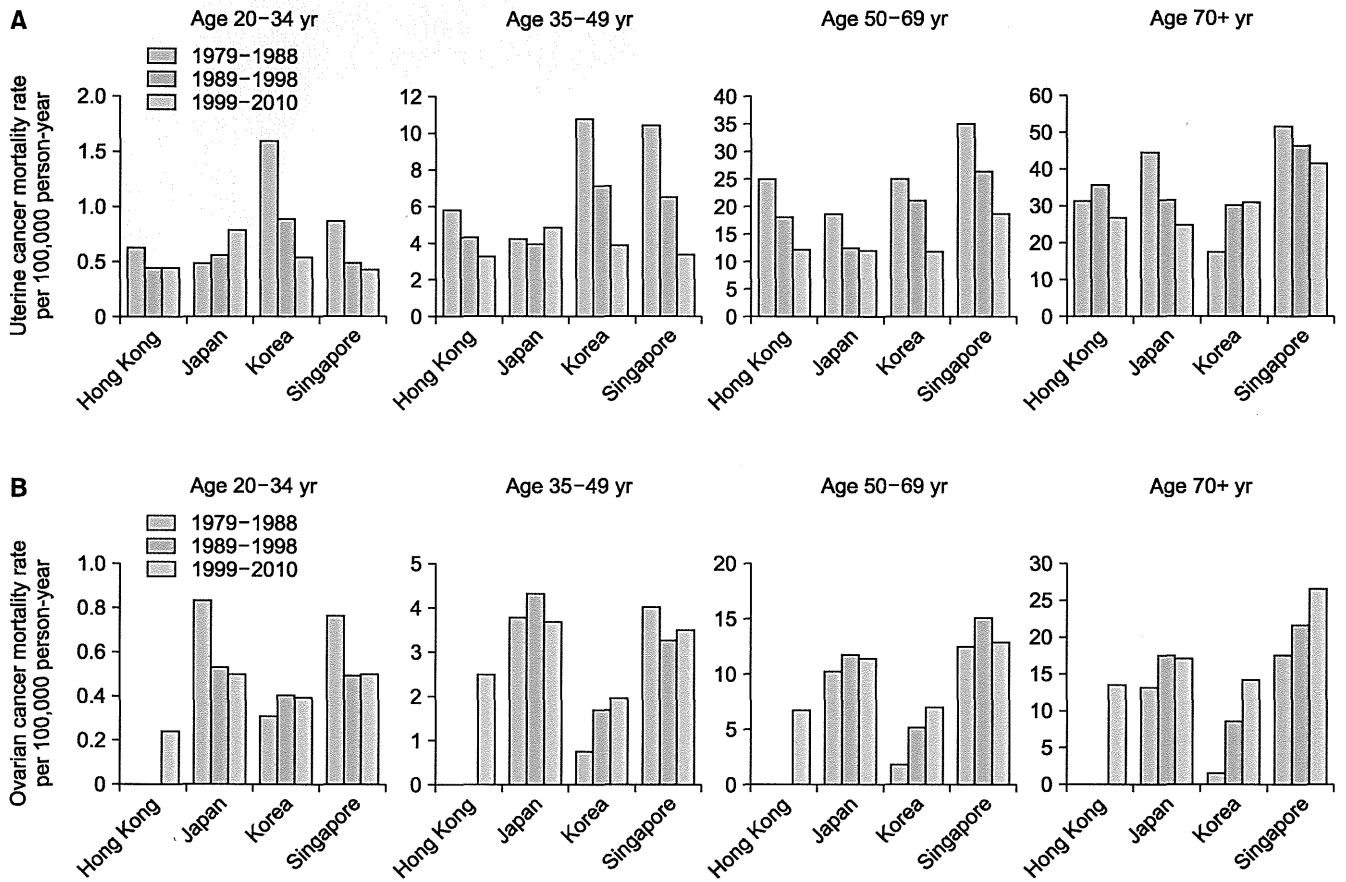 A
Age 20−34 yr
Age 35−49 yr
Age 50−69 yr
Age 70+ yr
1979−1988
1989−1998
1999−2010
Uterine cancer mortality rate
per 100,000 person-year
2.0
1.5
1.0
0.5
0
12
10
8
6
4
2
0
40
35
30
25
20
15
10
5
0
60
50
40
30
20
10
0
Hong Kong
Japan
Korea
Singapore
Hong Kong
Japan
Korea
Singapore
Hong Kong
Japan
Korea
Singapore
Hong Kong
Japan
Korea
Singapore
B
Age 20−34 yr
Age 35−49 yr
Age 50−69 yr
Age 70+ yr
1979−1988
1989−1998
1999−2010
Ovarian cancer mortality rate
per 100,000 person-year
1.0
0.8
0.6
0.4
0.2
0
5
4
3
2
1
0
20
15
10
5
0
30
25
20
15
10
5
0
Hong Kong
Japan
Korea
Singapore
Hong Kong
Japan
Korea
Singapore
Hong Kong
Japan
Korea
Singapore
Hong Kong
Japan
Korea
Singapore